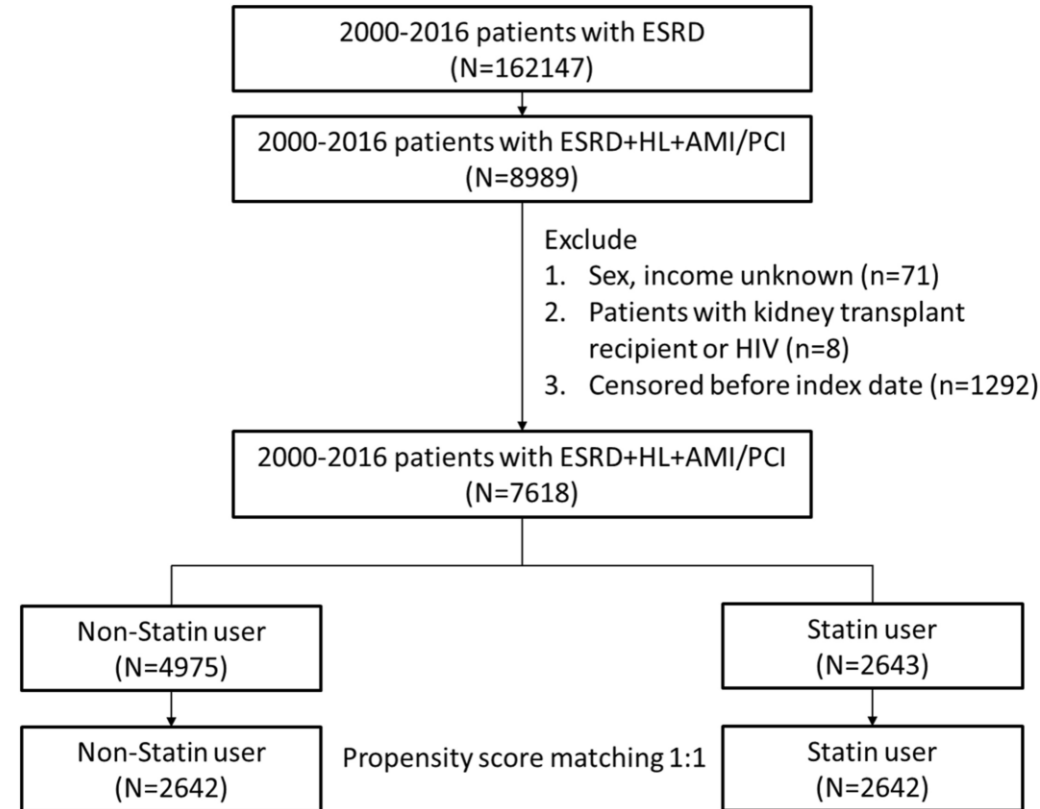 2000-2016 patients with ESRD
(N=162147)
2000-2016 patients with ESRD+HL+AMI/PCI
(N=8989)
Exclude
1. Sex, income unknown (n=71)
2. Patients with kidney transplant
recipient or HIV (n=8)
3. Censored before index date (n=1292)
2000-2016 patients with ESRD+HL+AMI/PCI
(N=7618)
Non-Statin user
(N=4975)
Statin user
(N=2643)
Non-Statin user
(N=2642)
Propensity score matching 1:1
Statin user
(N=2642)